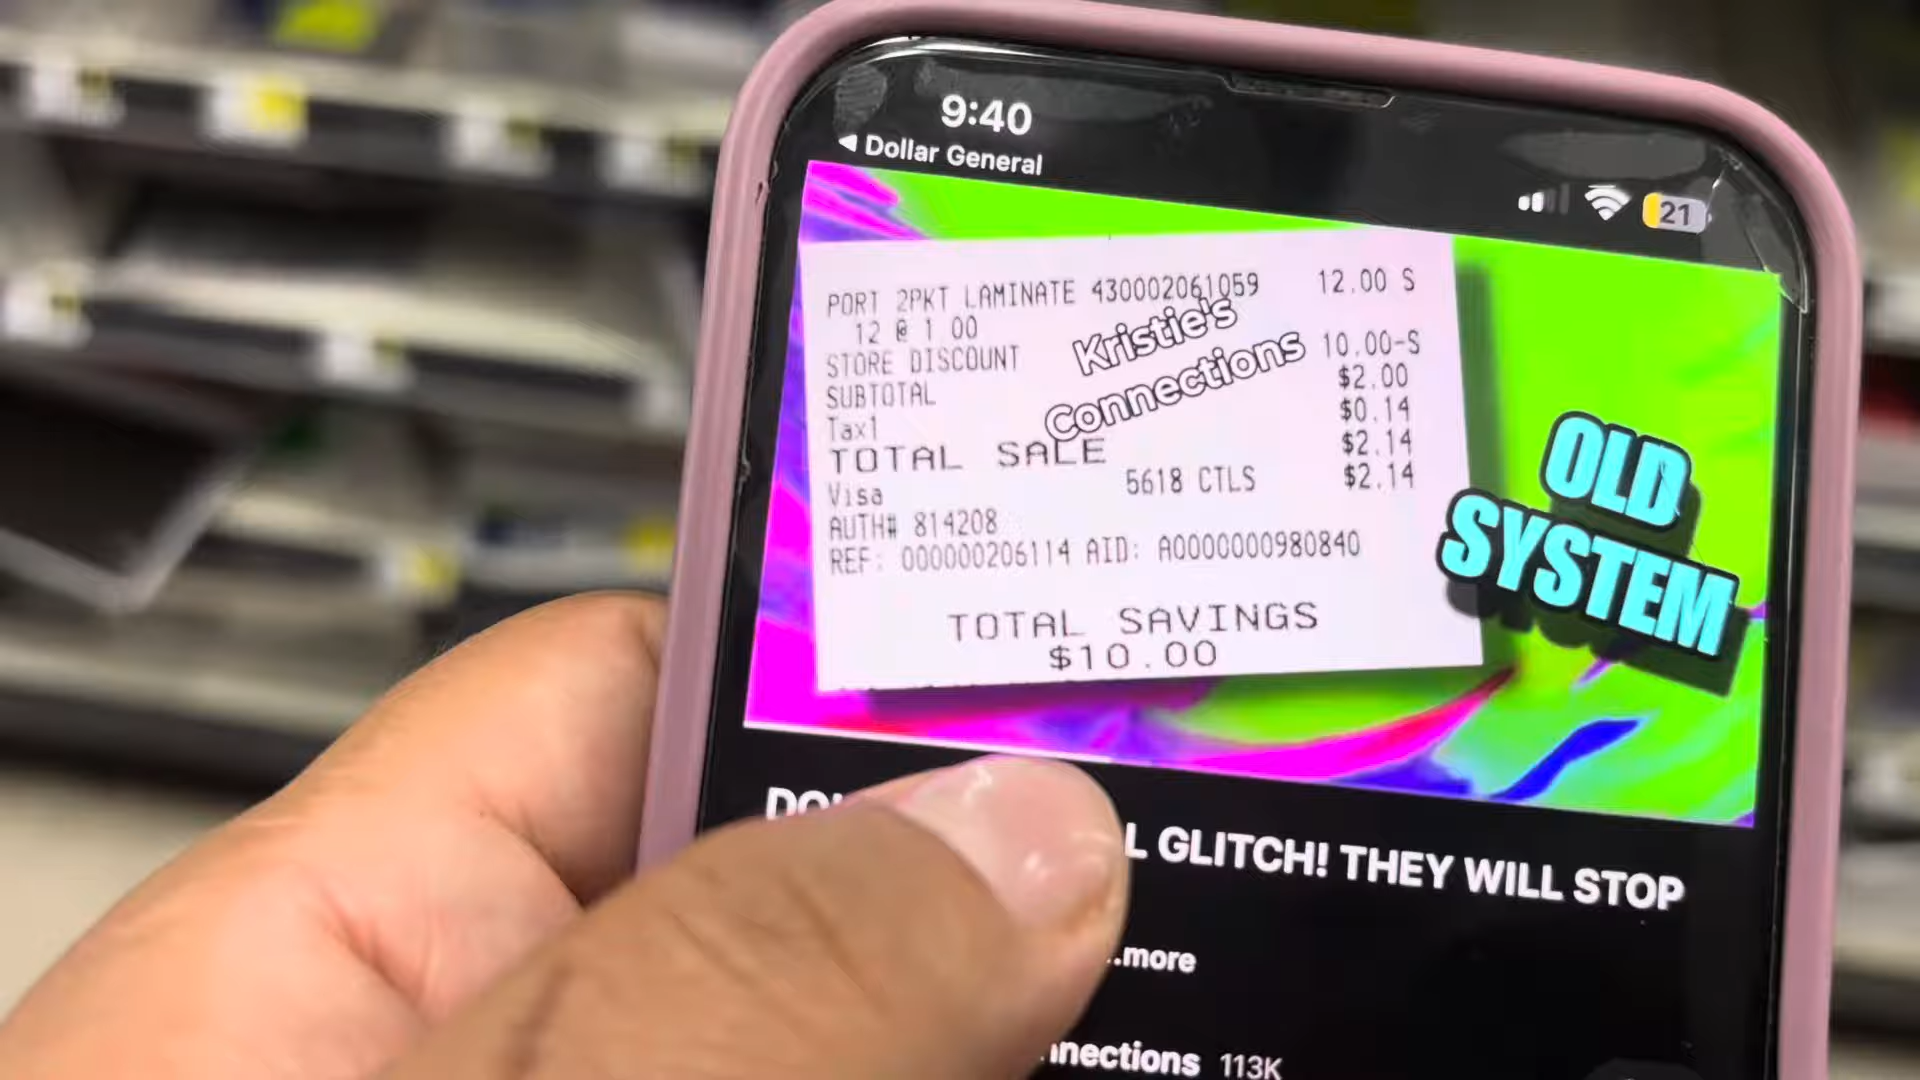 9:40
◀ Dollar General
21
PORT 2PKT LAMINATE 430002061059 12.00 S
12 @ 1.00
STORE DISCOUNT 10.00-S
SUBTOTAL $2.00
Tax1 $0.14
TOTAL SALE $2.14
Visa 5618 CTLS $2.14
AUTH# 814208
REF: 000000206114 AID: A0000000980840
TOTAL SAVINGS
$10.00
Kristie's
Connections
OLD
SYSTEM
GLITCH! THEY WILL STOP
...more
113K